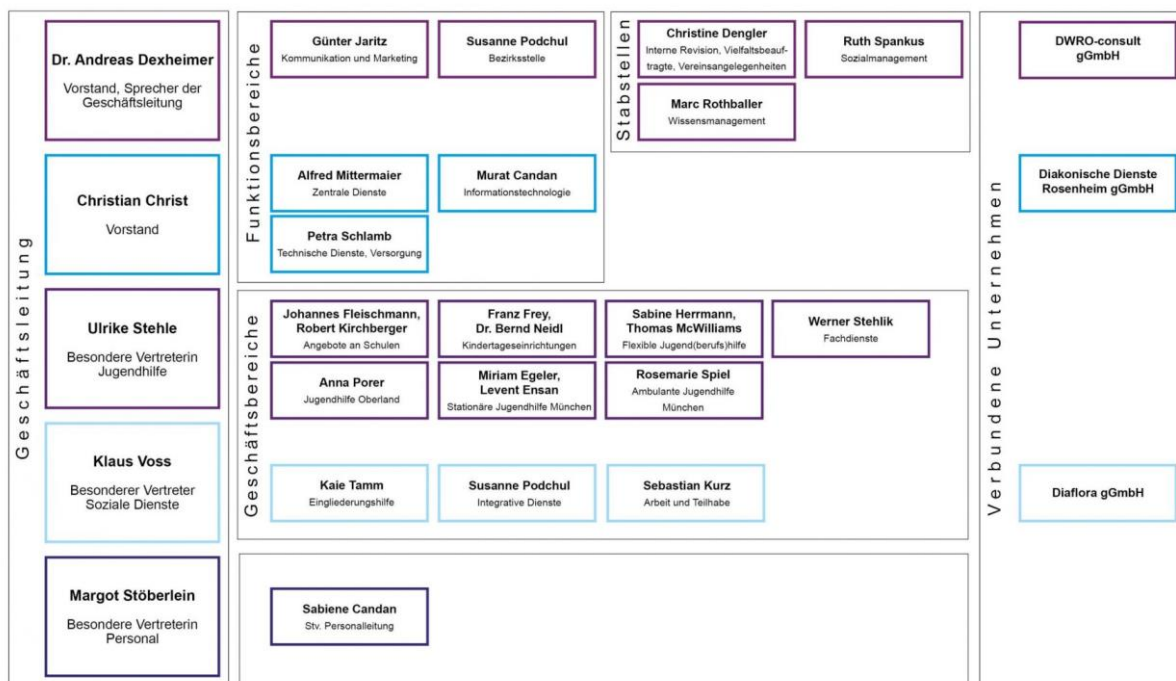 Geschäftsleitung
Dr. Andreas Dexheimer
Vorstand, Sprecher der
Geschäftsleitung
Christian Christ
Vorstand
Ulrike Stehle
Besondere Vertreterin
Jugendhilfe
Klaus Voss
Besonderer Vertreter
Soziale Dienste
Margot Stöberlein
Besondere Vertreterin
Personal
Funktionsbereiche
Günter Jaritz
Kommunikation und Marketing
Susanne Podchul
Bezirksstelle
Alfred Mittermaier
Zentrale Dienste
Murat Candan
Informationstechnologie
Petra Schlamb
Technische Dienste, Versorgung
Stabstellen
Christine Dengler
Interne Revision, Vielfaltsbeauf-
tragte, Vereinsangelegenheiten
Ruth Spankus
Sozialmanagement
Marc Rothballer
Wissensmanagement
Geschäftsbereiche
Johannes Fleischmann,
Robert Kirchberger
Angebote an Schulen
Franz Frey,
Dr. Bernd Neidl
Kindertageseinrichtungen
Sabine Herrmann,
Thomas McWilliams
Flexible Jugend(berufs)hilfe
Werner Stehlik
Fachdienste
Anna Porer
Jugendhilfe Oberland
Miriam Egeler,
Levent Ensan
Stationäre Jugendhilfe München
Rosemarie Spiel
Ambulante Jugendhilfe
München
Kaie Tamm
Eingliederungshilfe
Susanne Podchul
Integrative Dienste
Sebastian Kurz
Arbeit und Teilhabe
Sabiene Candan
Stv. Personalleitung
Verbundene Unternehmen
DWRO-consult
gGmbH
Diakonische Dienste
Rosenheim gGmbH
Diaflora gGmbH